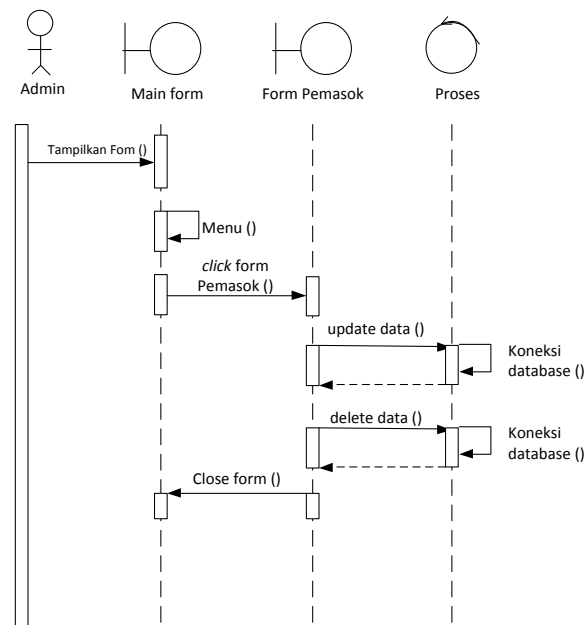 Admin
Main form
Form Pemasok
Proses
Tampilkan Fom ()
Menu ()
click form
Pemasok ()
update data ()
Koneksi
database ()
delete data ()
Koneksi
database ()
Close form ()